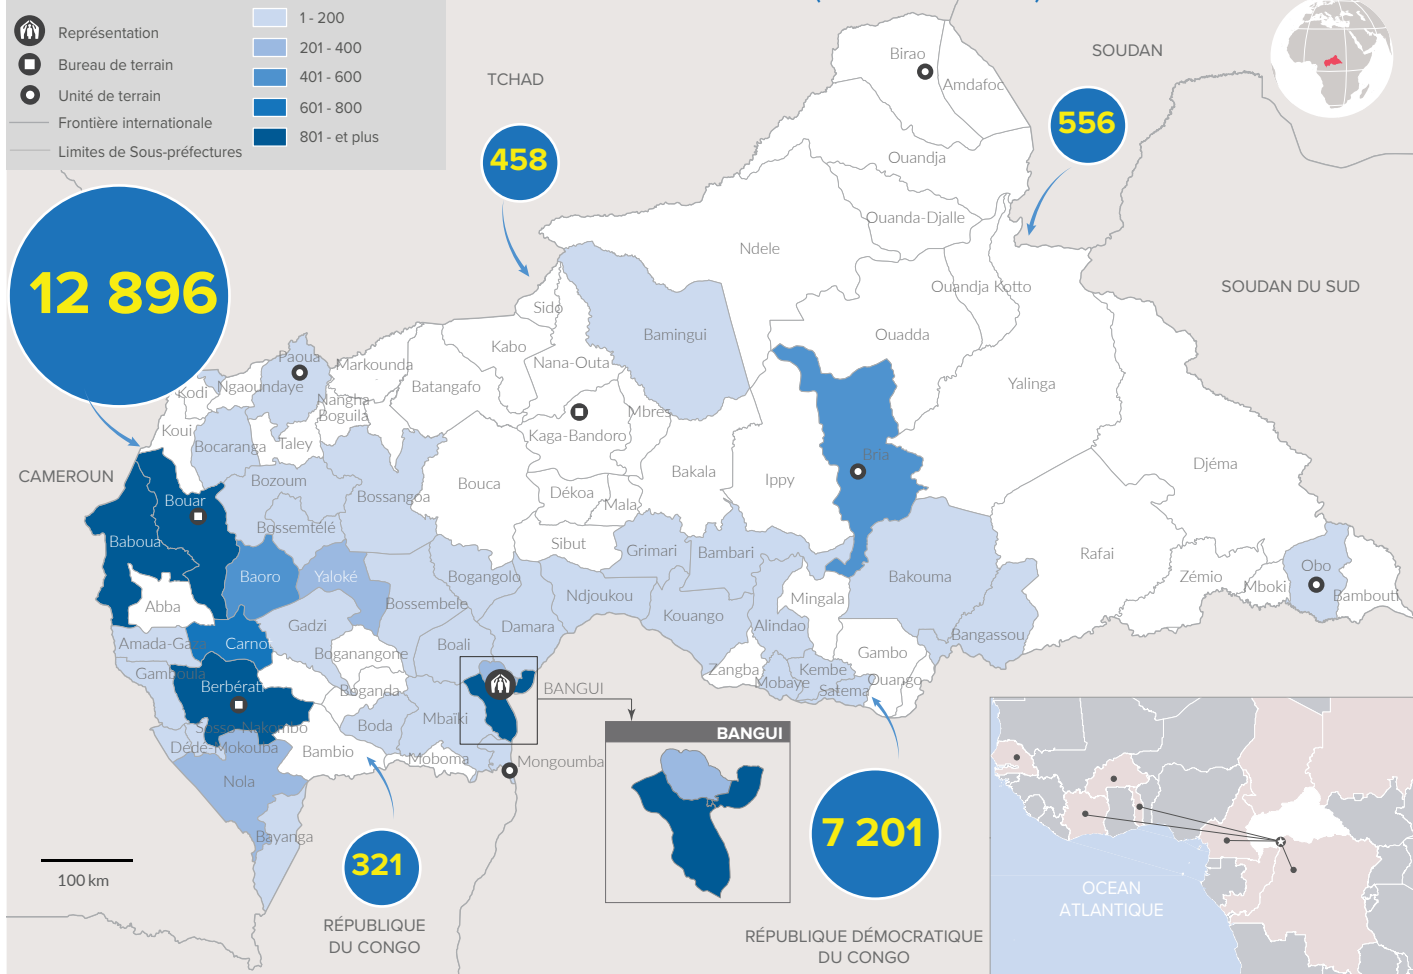 Représentation
Bureau de terrain
Unité de terrain
Frontière internationale
Limites de Sous-préfectures
1 - 200
201 - 400
401 - 600
601 - 800
801 - et plus
TCHAD
SOUDAN
SOUDAN DU SUD
CAMEROUN
458
556
12 896
321
7 201
Birao
Amdafoc
Ouandja
Ouanda-Djalle
Ndele
Ouandja Kotto
Ouadda
Sido
Bamingui
Kabo
Nana-Outa
Paoua
Markounda
Ngaoundaye
Kodi
Batangafo
Nangha
Boguila
Yalinga
Mbres
Kaga-Bandoro
Koui
Bocaranga
Taley
Bria
Djéma
Bakala
Ippy
Bouca
Bozoum
Bossangoa
Dékoa
Mala
Bouar
Bossemtélé
Baboua
Sibut
Grimari
Bambari
Rafai
Obo
Baoro
Yaloké
Bogangolo
Bakouma
Zémio
Mboki
Bambouti
Abba
Bossembele
Ndjoukou
Mingala
Kouango
Gadzi
Damara
Alindao
Bangassou
Amada-Gaza
Carnot
Boganangone
Boali
Gambo
Gamboula
Zangba
Kembe
Ouango
Berbérati
Boganda
BANGUI
Mobaye
Satema
Sosso-Nakombo
Boda
Mbaïki
Dédé-Mokouba
Bambio
Moboma
Mongoumba
Nola
BANGUI
Bayanga
100 km
RÉPUBLIQUE
DU CONGO
RÉPUBLIQUE DÉMOCRATIQUE
DU CONGO
OCEAN
ATLANTIQUE